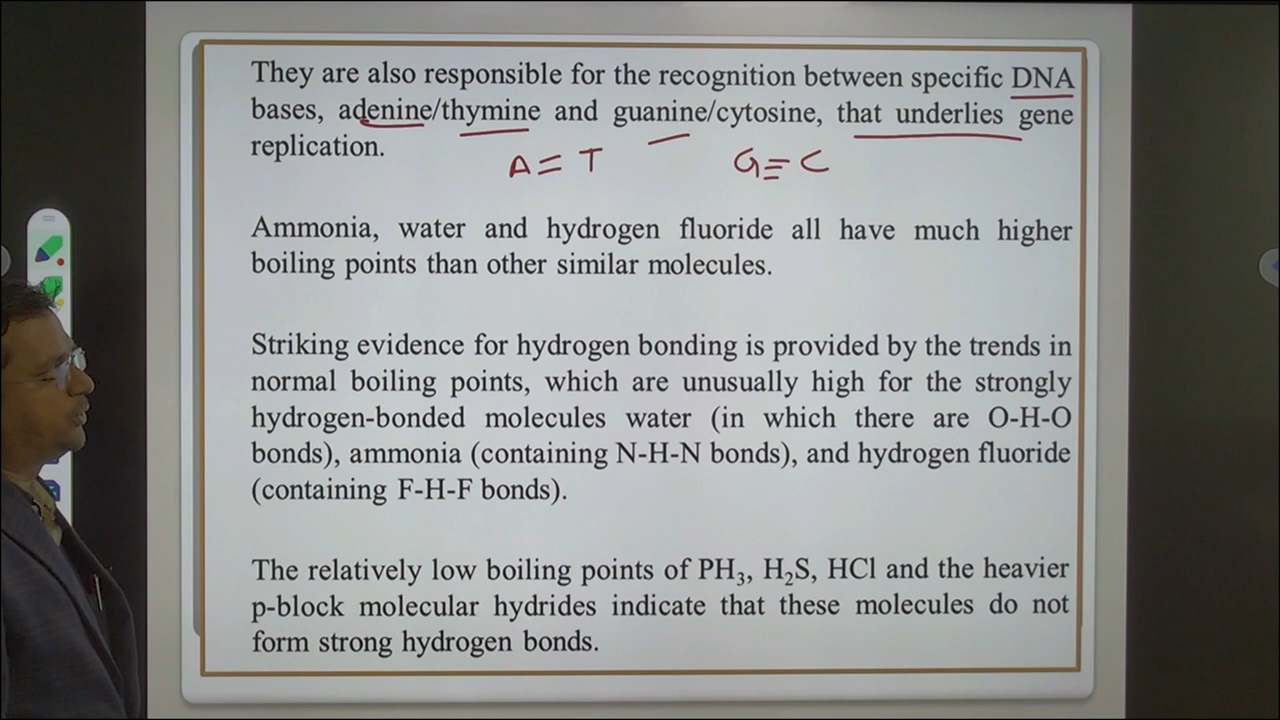 They are also responsible for the recognition between specific DNA
bases, adenine/thymine and guanine/cytosine, that underlies gene
replication.
A = T G ≡ C
Ammonia, water and hydrogen fluoride all have much higher
boiling points than other similar molecules.
Striking evidence for hydrogen bonding is provided by the trends in
normal boiling points, which are unusually high for the strongly
hydrogen-bonded molecules water (in which there are O-H-O
bonds), ammonia (containing N-H-N bonds), and hydrogen fluoride
(containing F-H-F bonds).
The relatively low boiling points of PH₃, H₂S, HCl and the heavier
p-block molecular hydrides indicate that these molecules do not
form strong hydrogen bonds.